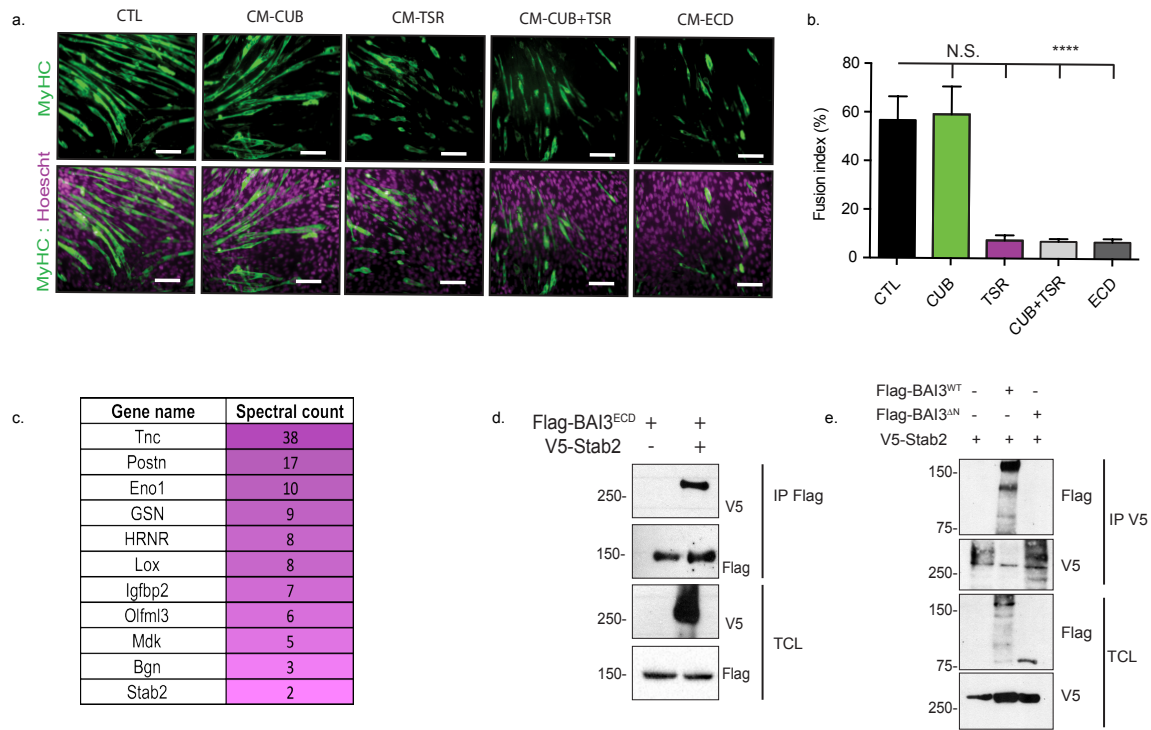 a.
CTL CM-CUB CM-TSR CM-CUB+TSR CM-ECD
MyHC
MyHC : Hoescht
b.
N.S. ****
Fusion index (%)
80
60
40
20
0
CTL CUB TSR CUB+TSR ECD
c.
Gene name Spectral count
Tnc 38
Postn 17
Eno1 10
GSN 9
HRNR 8
Lox 8
Igfbp2 7
Olfml3 6
Mdk 5
Bgn 3
Stab2 2
d.
Flag-BAI3ᴱᶜᴰ + +
V5-Stab2 - +
250- V5
IP Flag
150- Flag
250- V5
TCL
150- Flag
e.
Flag-BAI3ᵂᵀ - + -
Flag-BAI3ΔN - - +
V5-Stab2 + + +
150- Flag
75-
IP V5
250- V5
150- Flag
75-
TCL
250- V5